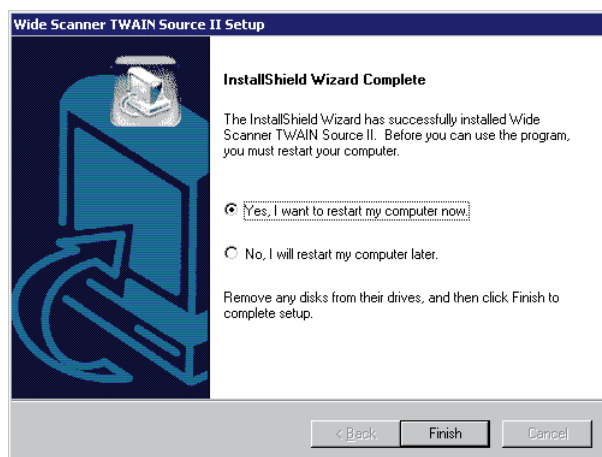 Wide Scanner TWAIN Source II Setup
InstallShield Wizard Complete
The InstallShield Wizard has successfully installed Wide
Scanner TWAIN Source II.  Before you can use the program,
you must restart your computer.
Yes, I want to restart my computer now.
No, I will restart my computer later.
Remove any disks from their drives, and then click Finish to
complete setup.
< Back
Finish
Cancel